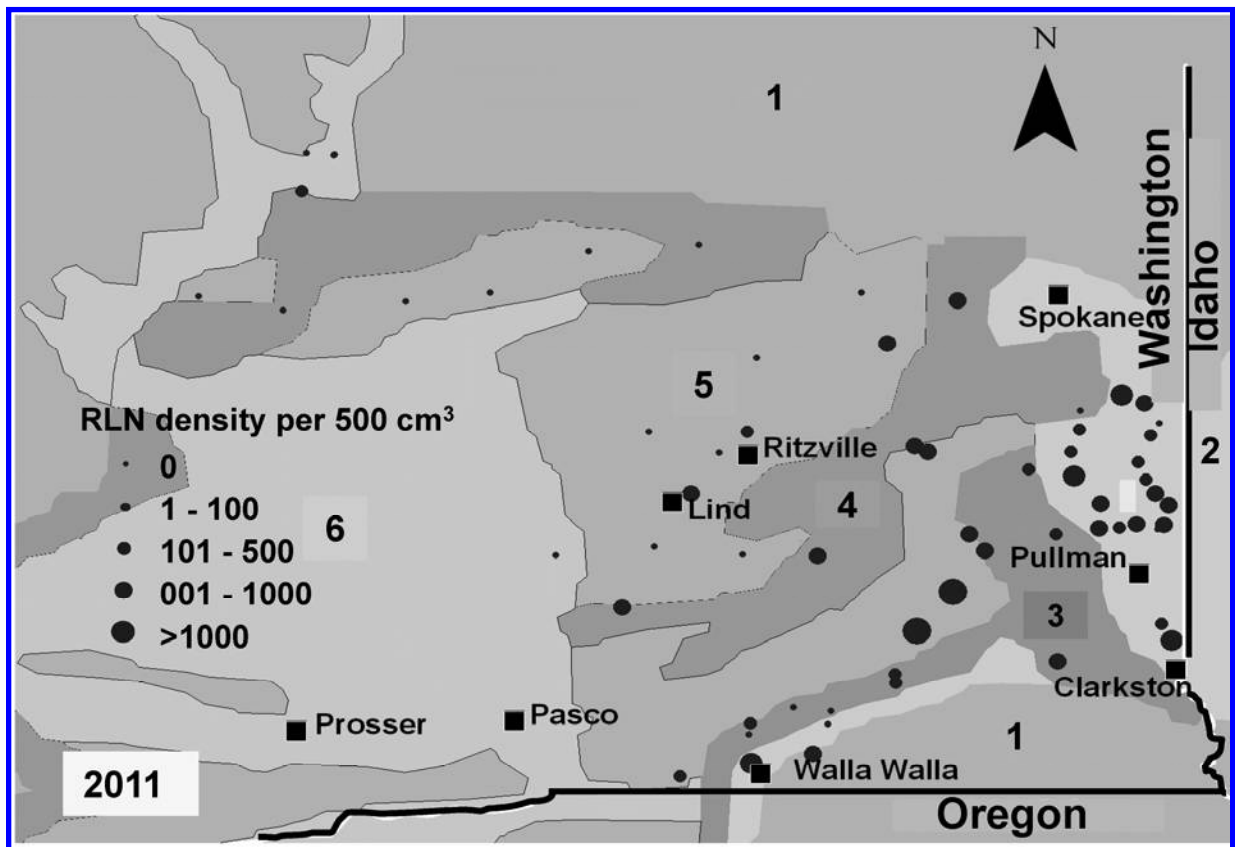 N
1
Washington
Idaho
Spokane
5
RLN density per 500 cm³
0
1 - 100
101 - 500
001 - 1000
>1000
6
Ritzville
2
Lind
4
Pullman
3
Clarkston
Prosser
Pasco
1
2011
Walla Walla
Oregon